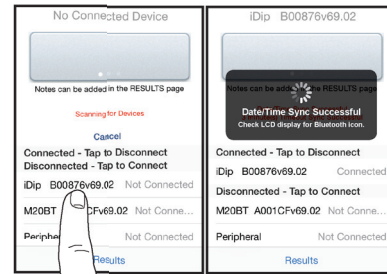 No Connected Device
Notes can be added in the RESULTS page
Scanning for Devices
Cancel
Connected - Tap to Disconnect
Disconnected - Tap to Connect
iDip B00876v69.02 Not Connected
M20BT CFv69.02 Not Conne...
Periphe Not Connected
Results
iDip B00876v69.02
Notes can be added in the RESULTS page
Date/Time Sync Successful
Check LCD display for Bluetooth icon.
Connected - Tap to Disconnect
iDip B00876v69.02 Connected
Disconnected - Tap to Connect
M20BT A001CFv69.02 Not Conne...
Peripheral Not Connected
Results